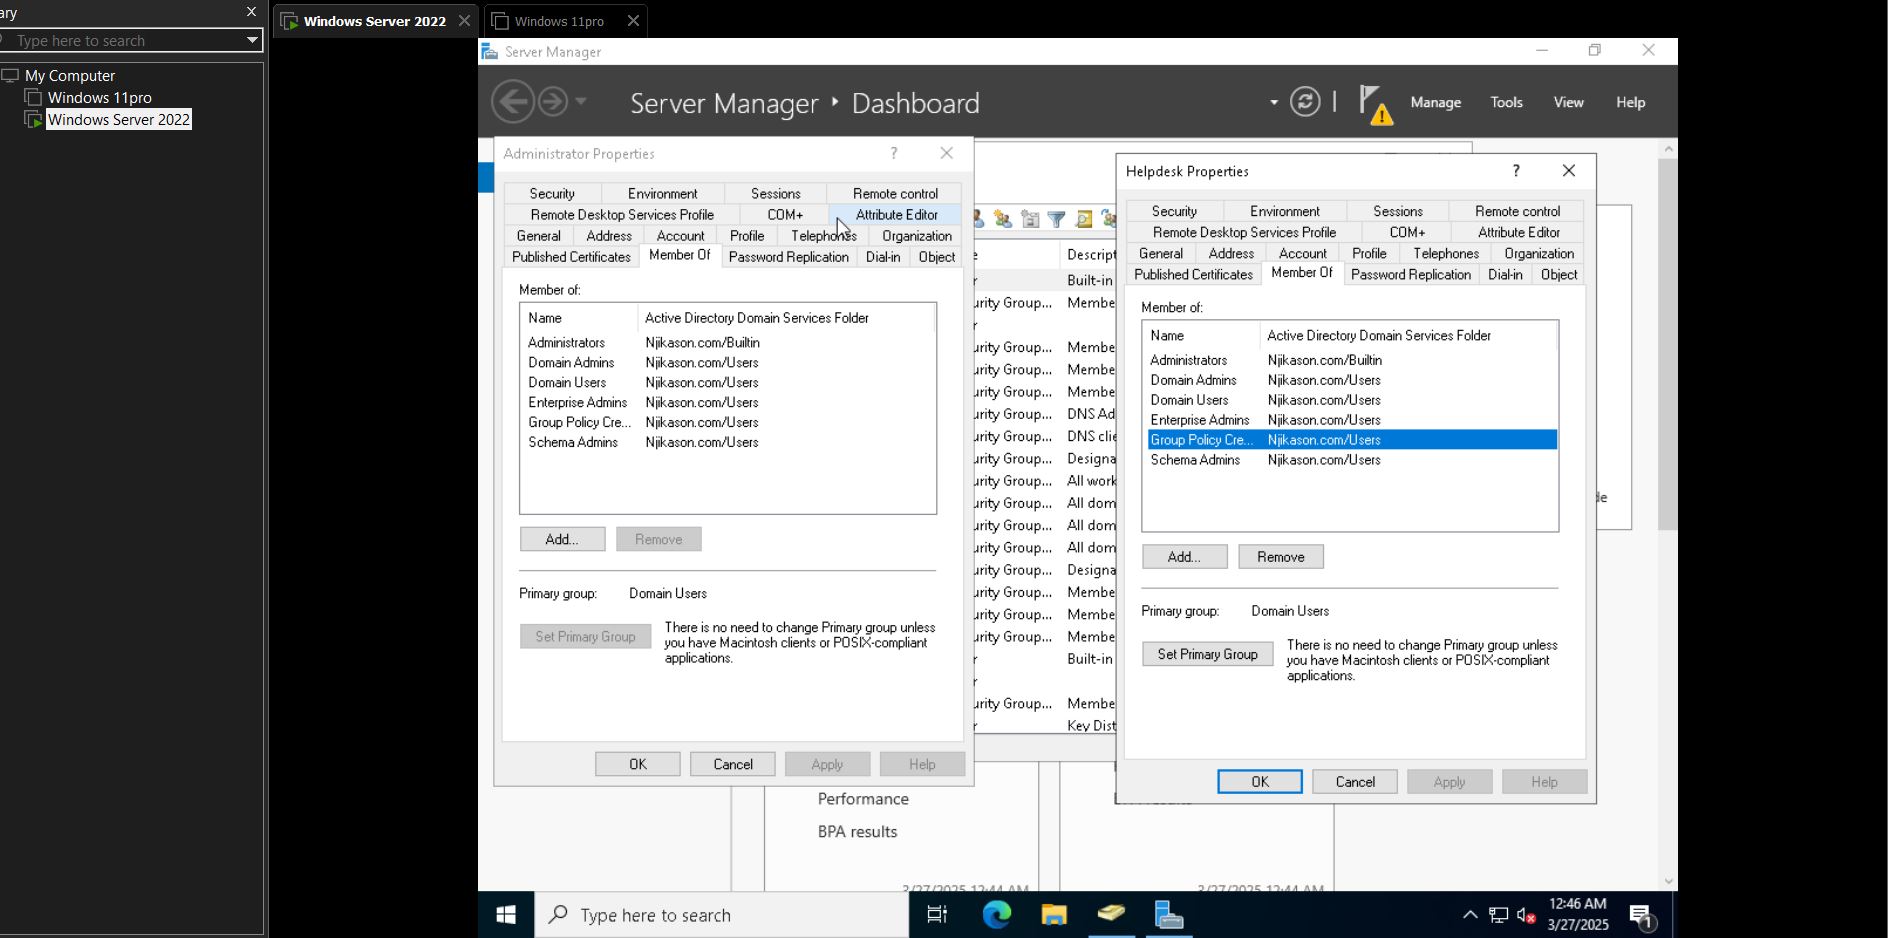 ary
Type here to search
My Computer
Windows 11pro
Windows Server 2022
Windows Server 2022
Windows 11pro
Server Manager
Server Manager Dashboard
Manage Tools View Help
Administrator Properties
?
Security Environment Sessions Remote control
Remote Desktop Services Profile COM+ Attribute Editor
General Address Account Profile Telephones Organization
Published Certificates Member Of Password Replication Dial-in Object
Member of:
Name Active Directory Domain Services Folder
Administrators Njikason.com/Builtin
Domain Admins Njikason.com/Users
Domain Users Njikason.com/Users
Enterprise Admins Njikason.com/Users
Group Policy Cre... Njikason.com/Users
Schema Admins Njikason.com/Users
Add... Remove
Primary group: Domain Users
Set Primary Group
There is no need to change Primary group unless
you have Macintosh clients or POSIX-compliant
applications.
OK Cancel Apply Help
Descript
Built-in
urity Group... Membe
urity Group... Membe
urity Group... Membe
urity Group... Membe
urity Group... DNS Ad
urity Group... DNS clie
urity Group... Designa
urity Group... All work
urity Group... All dom
urity Group... All dom
urity Group... All dom
urity Group... Designa
urity Group... Membe
urity Group... Membe
urity Group... Membe
Built-in
urity Group... Membe
Key Dist
Helpdesk Properties
?
Security Environment Sessions Remote control
Remote Desktop Services Profile COM+ Attribute Editor
General Address Account Profile Telephones Organization
Published Certificates Member Of Password Replication Dial-in Object
Member of:
Name Active Directory Domain Services Folder
Administrators Njikason.com/Builtin
Domain Admins Njikason.com/Users
Domain Users Njikason.com/Users
Enterprise Admins Njikason.com/Users
Group Policy Cre... Njikason.com/Users
Schema Admins Njikason.com/Users
Add... Remove
Primary group: Domain Users
Set Primary Group
There is no need to change Primary group unless
you have Macintosh clients or POSIX-compliant
applications.
OK Cancel Apply Help
de
Performance
BPA results
3/27/2025 12:44 AM
3/27/2025 12:44 AM
Type here to search
12:46 AM
3/27/2025
1